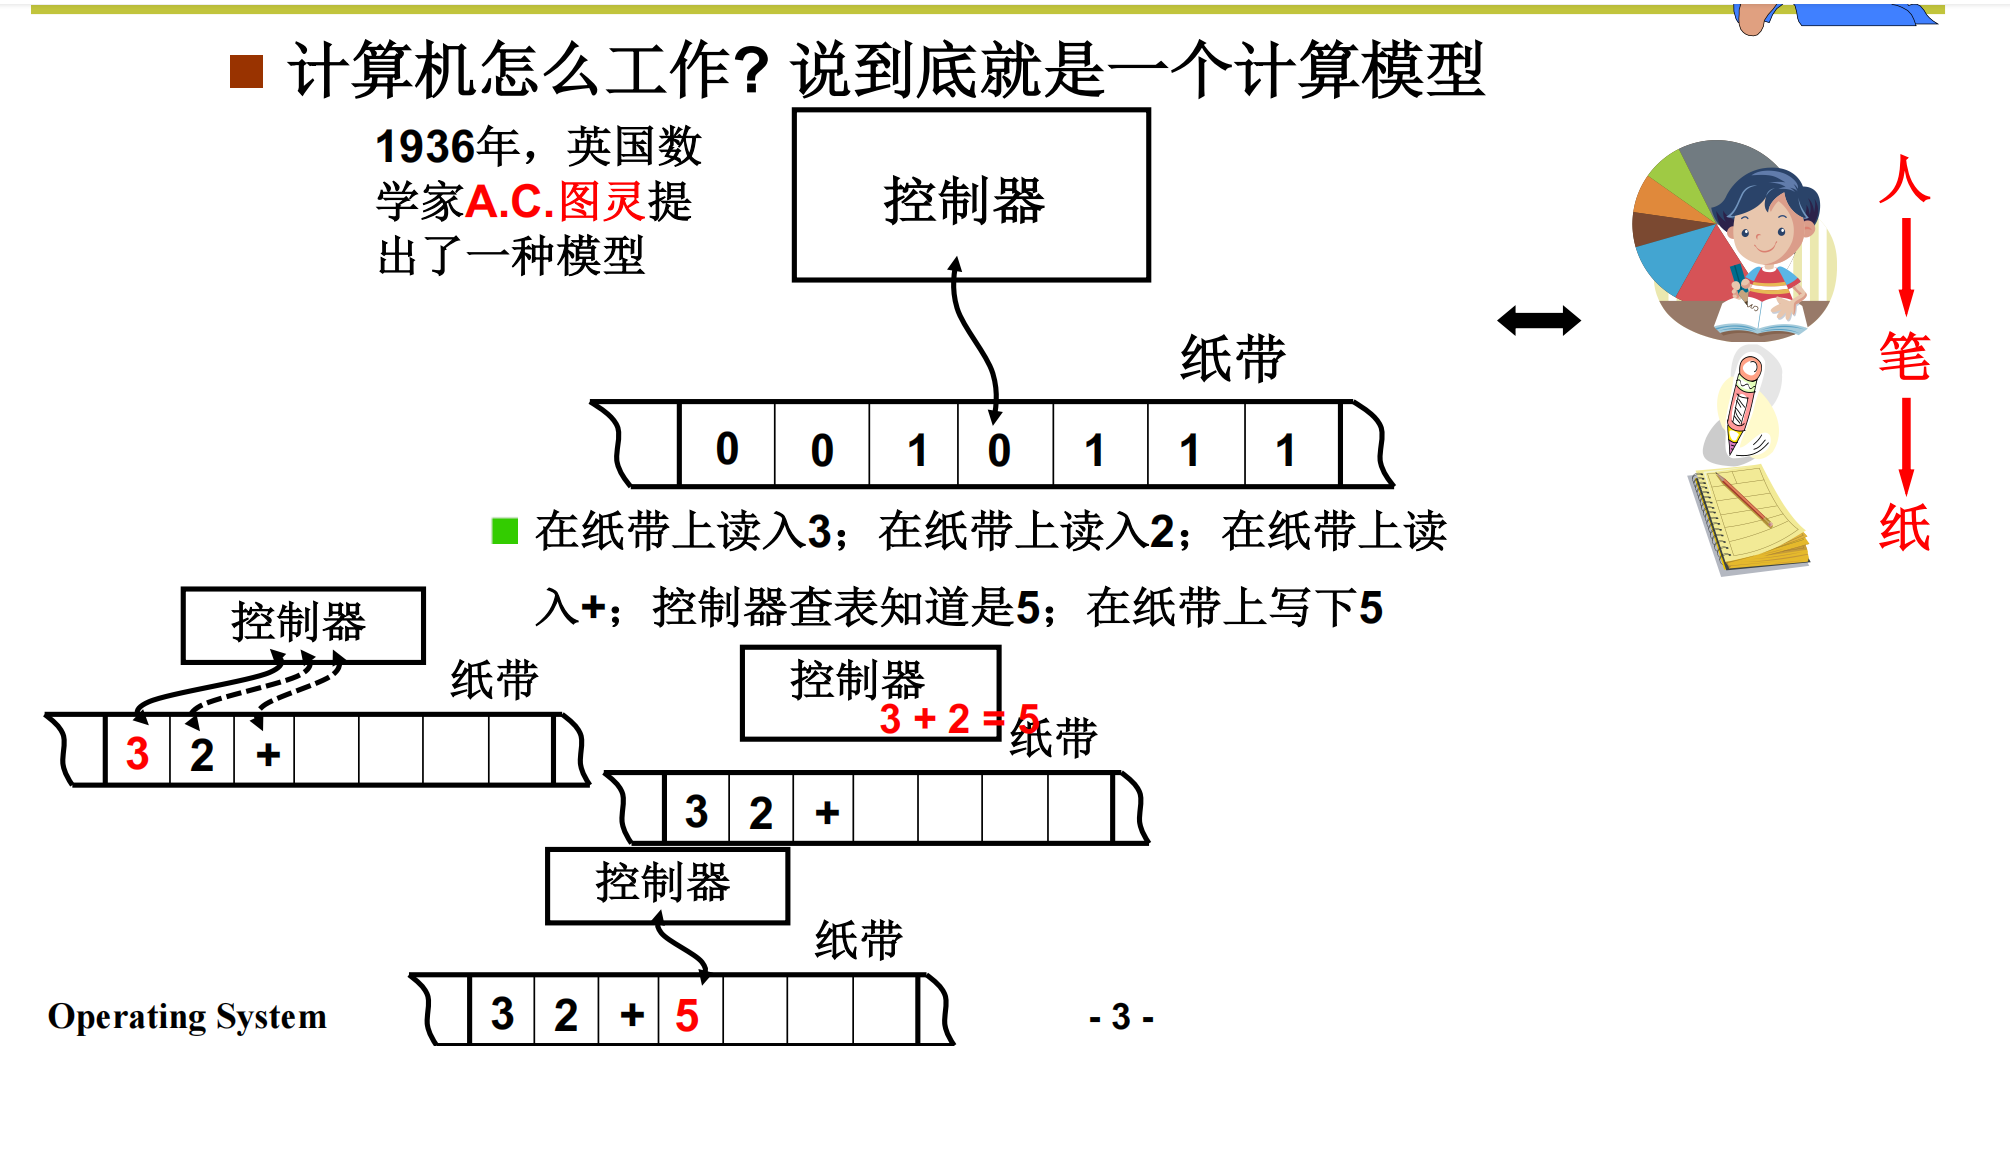 计算机怎么工作? 说到底就是一个计算模型
1936年，英国数
学家A.C.图灵提
出了一种模型
控制器
纸带
0 0 1 0 1 1 1
人
笔
纸
在纸带上读入3；在纸带上读入2；在纸带上读
入+；控制器查表知道是5；在纸带上写下5
控制器
纸带
3 2 +
控制器
3 + 2 = 5
纸带
3 2 +
控制器
纸带
3 2 + 5
Operating System
- 3 -